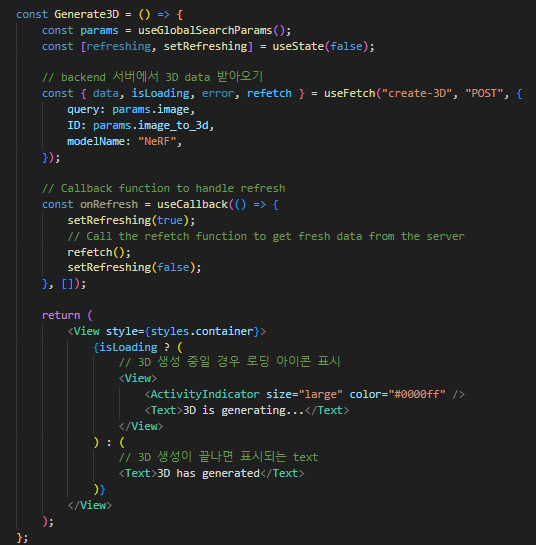 const Generate3D = () => {
    const params = useGlobalSearchParams();
    const [refreshing, setRefreshing] = useState(false);

    // backend 서버에서 3D data 받아오기
    const { data, isLoading, error, refetch } = useFetch("create-3D", "POST", {
        query: params.image,
        ID: params.image_to_3d,
        modelName: "NeRF",
    });

    // Callback function to handle refresh
    const onRefresh = useCallback(() => {
        setRefreshing(true);
        // Call the refetch function to get fresh data from the server
        refetch();
        setRefreshing(false);
    }, []);

    return (
        <View style={styles.container}>
            {isLoading ? (
                // 3D 생성 중일 경우 로딩 아이콘 표시
                <View>
                    <ActivityIndicator size="large" color="#0000ff" />
                    <Text>3D is generating...</Text>
                </View>
            ) : (
                // 3D 생성이 끝나면 표시되는 text
                <Text>3D has generated</Text>
            )}
        </View>
    );
};